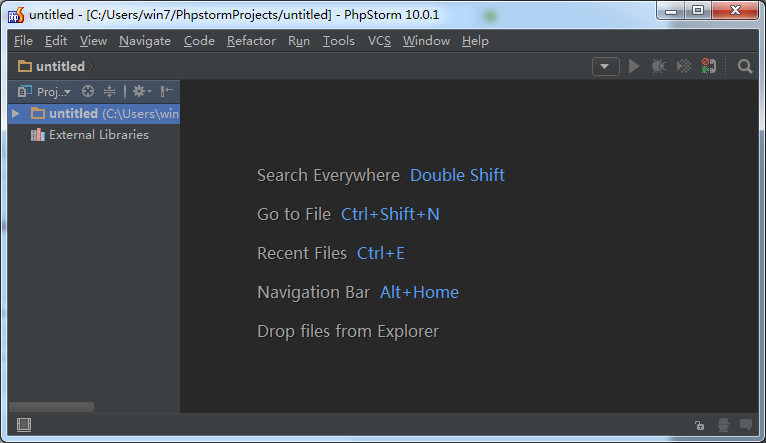 untitled - [C:/Users/win7/PhpstormProjects/untitled] - PhpStorm 10.0.1
File Edit View Navigate Code Refactor Run Tools VCS Window Help
untitled
Proj..
untitled (C:\Users\win
External Libraries
Search Everywhere Double Shift
Go to File Ctrl+Shift+N
Recent Files Ctrl+E
Navigation Bar Alt+Home
Drop files from Explorer